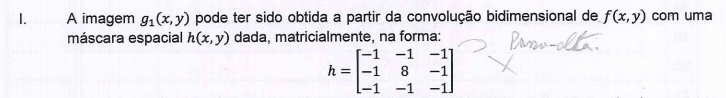 I. A imagem g₁(x, y) pode ter sido obtida a partir da convolução bidimensional de f(x, y) com uma
máscara espacial h(x, y) dada, matricialmente, na forma: Passa-alta.
h = [−1 −1 −1
−1 8 −1
−1 −1 −1]